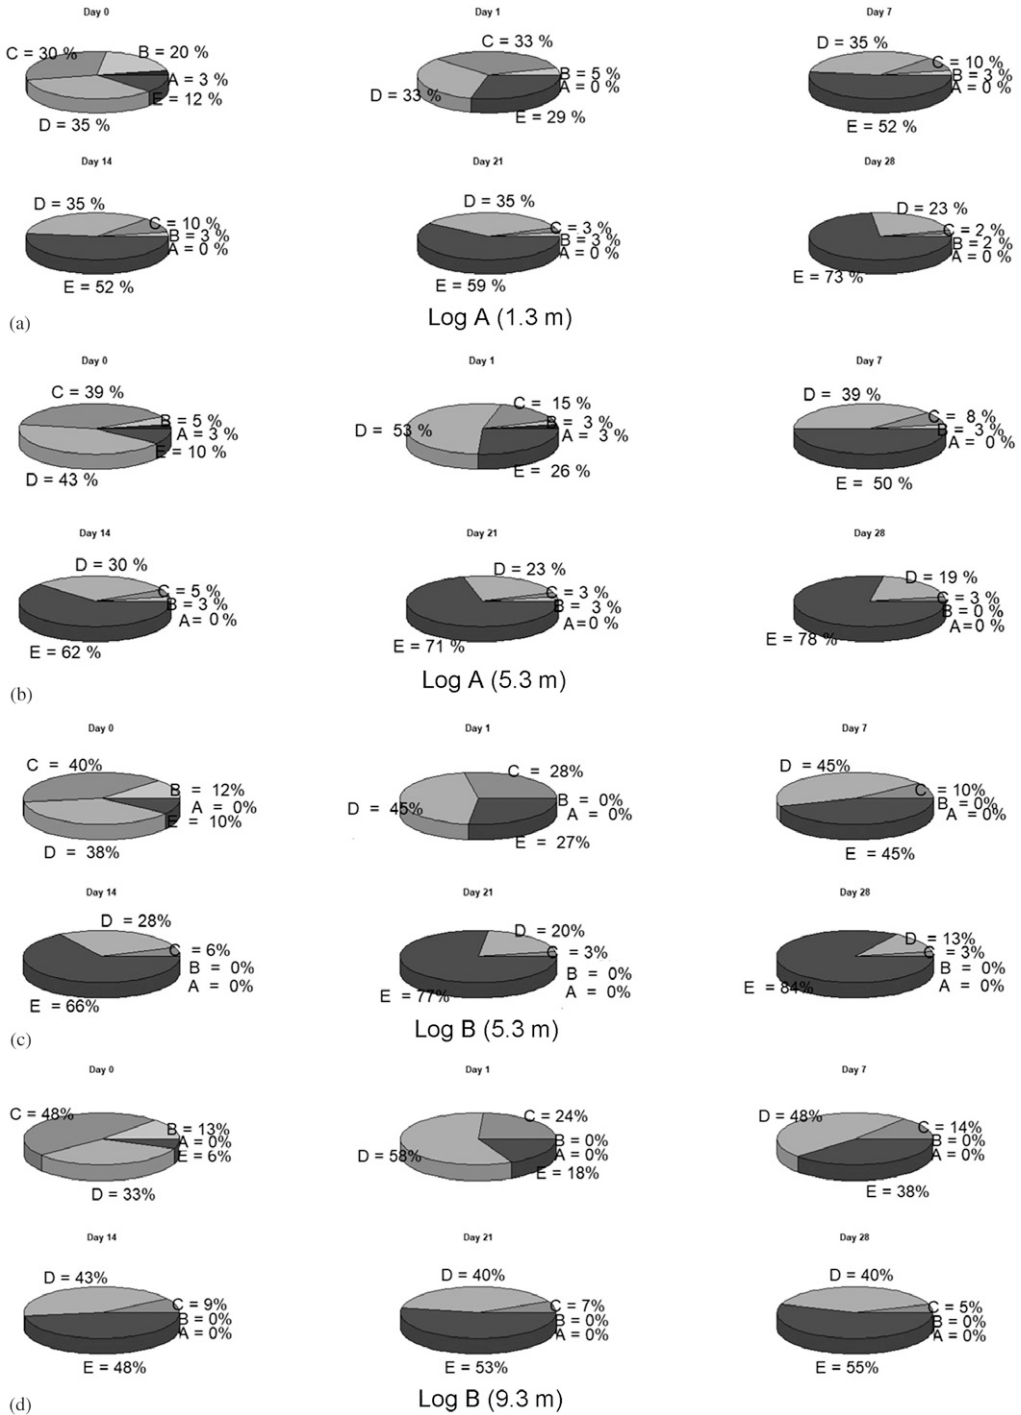 Day 0
Day 1
Day 7
C = 30 %
B = 20 %
A = 3 %
E = 12 %
D = 35 %
C = 33 %
B = 5 %
A = 0 %
D = 33 %
E = 29 %
D = 35 %
C = 10 %
B = 3 %
A = 0 %
E = 52 %
Day 14
Day 21
Day 28
D = 35 %
C = 10 %
B = 3 %
A = 0 %
E = 52 %
D = 35 %
C = 3 %
B = 3 %
A = 0 %
E = 59 %
D = 23 %
C = 2 %
B = 2 %
A = 0 %
E = 73 %
(a)
Log A (1.3 m)
Day 0
Day 1
Day 7
C = 39 %
B = 5 %
A = 3 %
E = 10 %
D = 43 %
C = 15 %
B = 3 %
A = 3 %
D = 53 %
E = 26 %
D = 39 %
C = 8 %
B = 3 %
A = 0 %
E = 50 %
Day 14
Day 21
Day 28
D = 30 %
C = 5 %
B = 3 %
A = 0 %
E = 62 %
D = 23 %
C = 3 %
B = 3 %
A = 0 %
E = 71 %
D = 19 %
C = 3 %
B = 0 %
A = 0 %
E = 78 %
(b)
Log A (5.3 m)
Day 0
Day 1
Day 7
C = 40%
B = 12%
A = 0%
E = 10%
D = 38%
C = 28%
B = 0%
A = 0%
D = 45%
E = 27%
D = 45%
C = 10%
B = 0%
A = 0%
E = 45%
Day 14
Day 21
Day 28
D = 28%
C = 6%
B = 0%
A = 0%
E = 66%
D = 20%
C = 3%
B = 0%
A = 0%
E = 77%
D = 13%
C = 3%
B = 0%
A = 0%
E = 84%
(c)
Log B (5.3 m)
Day 0
Day 1
Day 7
C = 48%
B = 13%
A = 0%
E = 6%
D = 33%
C = 24%
B = 0%
A = 0%
D = 58%
E = 18%
D = 48%
C = 14%
B = 0%
A = 0%
E = 38%
Day 14
Day 21
Day 28
D = 43%
C = 9%
B = 0%
A = 0%
E = 48%
D = 40%
C = 7%
B = 0%
A = 0%
E = 53%
D = 40%
C = 5%
B = 0%
A = 0%
E = 55%
(d)
Log B (9.3 m)